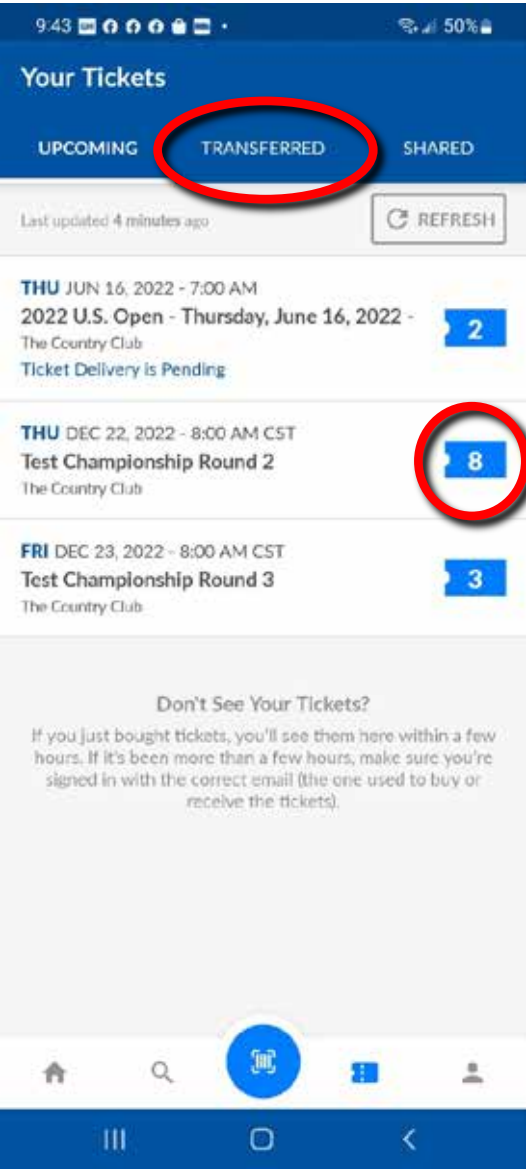 9:43
50%
Your Tickets
UPCOMING TRANSFERRED SHARED
Last updated 4 minutes ago
REFRESH
THU JUN 16, 2022 - 7:00 AM
2022 U.S. Open - Thursday, June 16, 2022 -
2
The Country Club
Ticket Delivery is Pending
THU DEC 22, 2022 - 8:00 AM CST
Test Championship Round 2
8
The Country Club
FRI DEC 23, 2022 - 8:00 AM CST
Test Championship Round 3
3
The Country Club
Don't See Your Tickets?
If you just bought tickets, you'll see them here within a few
hours. If it's been more than a few hours, make sure you're
signed in with the correct email (the one used to buy or
receive the tickets).